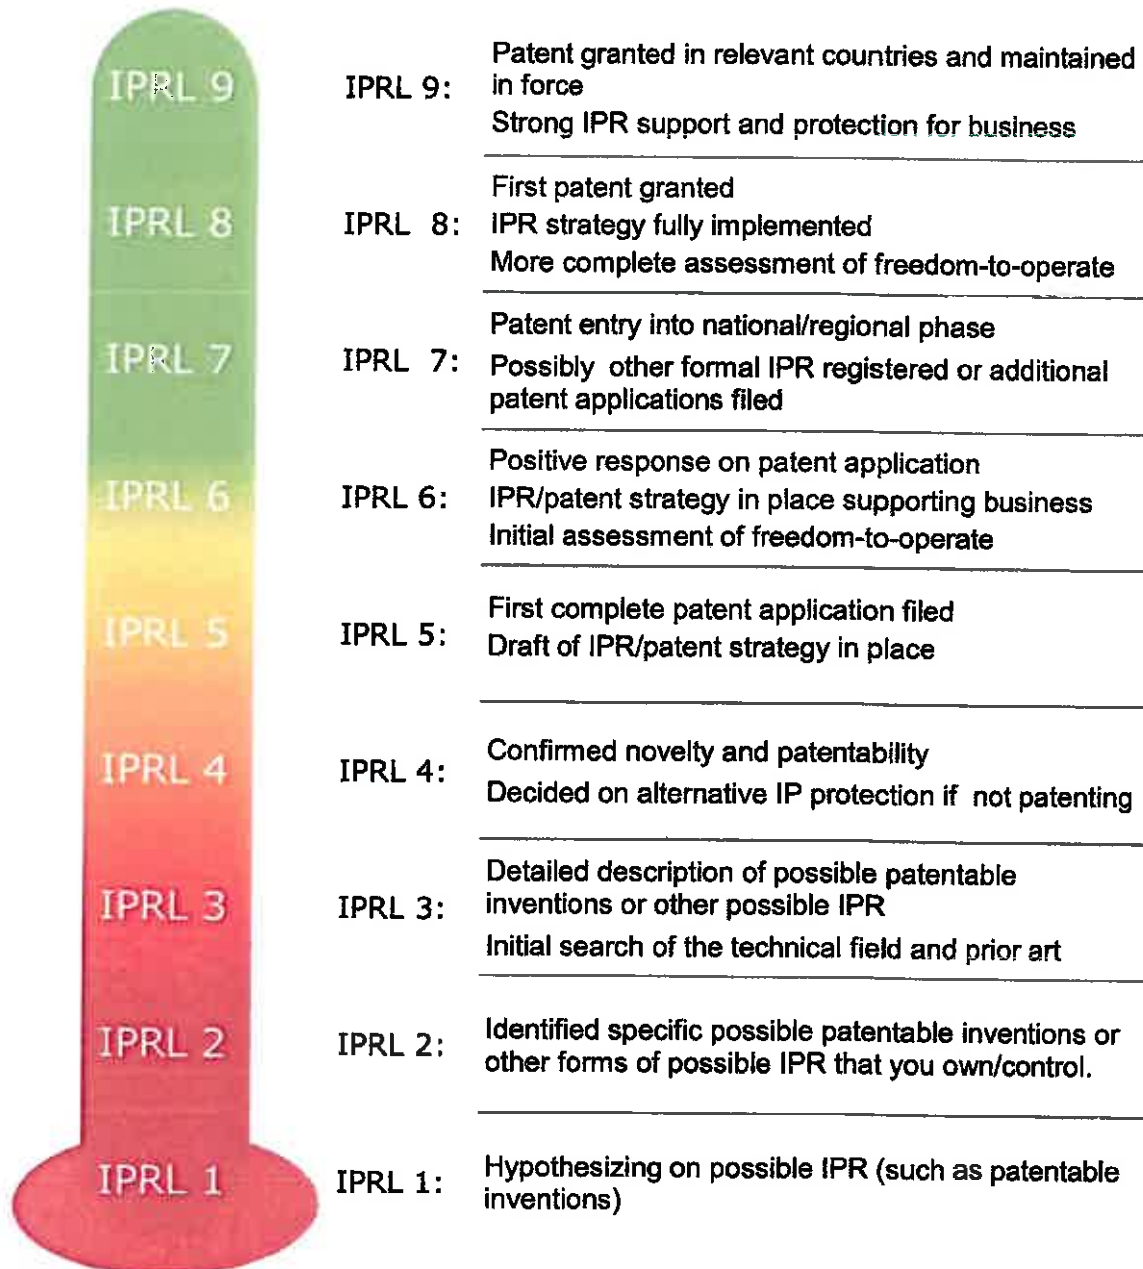 IPRL 9
IPRL 9:
Patent granted in relevant countries and maintained
in force
Strong IPR support and protection for business
IPRL 8
IPRL 8:
First patent granted
IPR strategy fully implemented
More complete assessment of freedom-to-operate
IPRL 7
IPRL 7:
Patent entry into national/regional phase
Possibly other formal IPR registered or additional
patent applications filed
IPRL 6
IPRL 6:
Positive response on patent application
IPR/patent strategy in place supporting business
Initial assessment of freedom-to-operate
IPRL 5
IPRL 5:
First complete patent application filed
Draft of IPR/patent strategy in place
IPRL 4
IPRL 4:
Confirmed novelty and patentability
Decided on alternative IP protection if not patenting
IPRL 3
IPRL 3:
Detailed description of possible patentable
inventions or other possible IPR
Initial search of the technical field and prior art
IPRL 2
IPRL 2:
Identified specific possible patentable inventions or
other forms of possible IPR that you own/control.
IPRL 1
IPRL 1:
Hypothesizing on possible IPR (such as patentable
inventions)